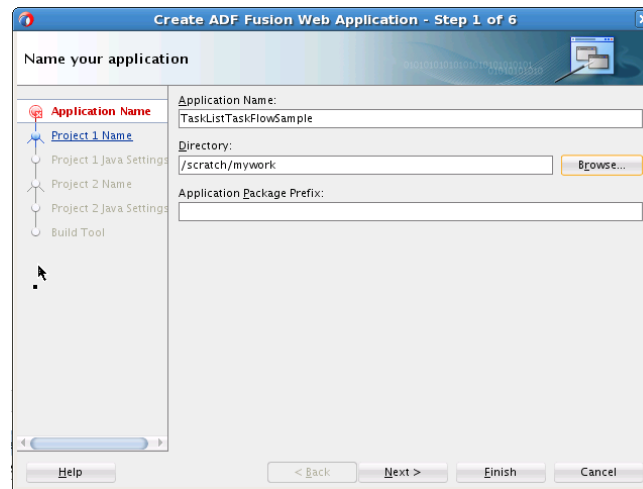 Create ADF Fusion Web Application - Step 1 of 6
Name your application
Application Name
Project 1 Name
Project 1 Java Settings
Project 2 Name
Project 2 Java Settings
Build Tool
Application Name:
TaskListTaskFlowSample
Directory:
/scratch/mywork
Browse...
Application Package Prefix:
Help
< Back
Next >
Finish
Cancel